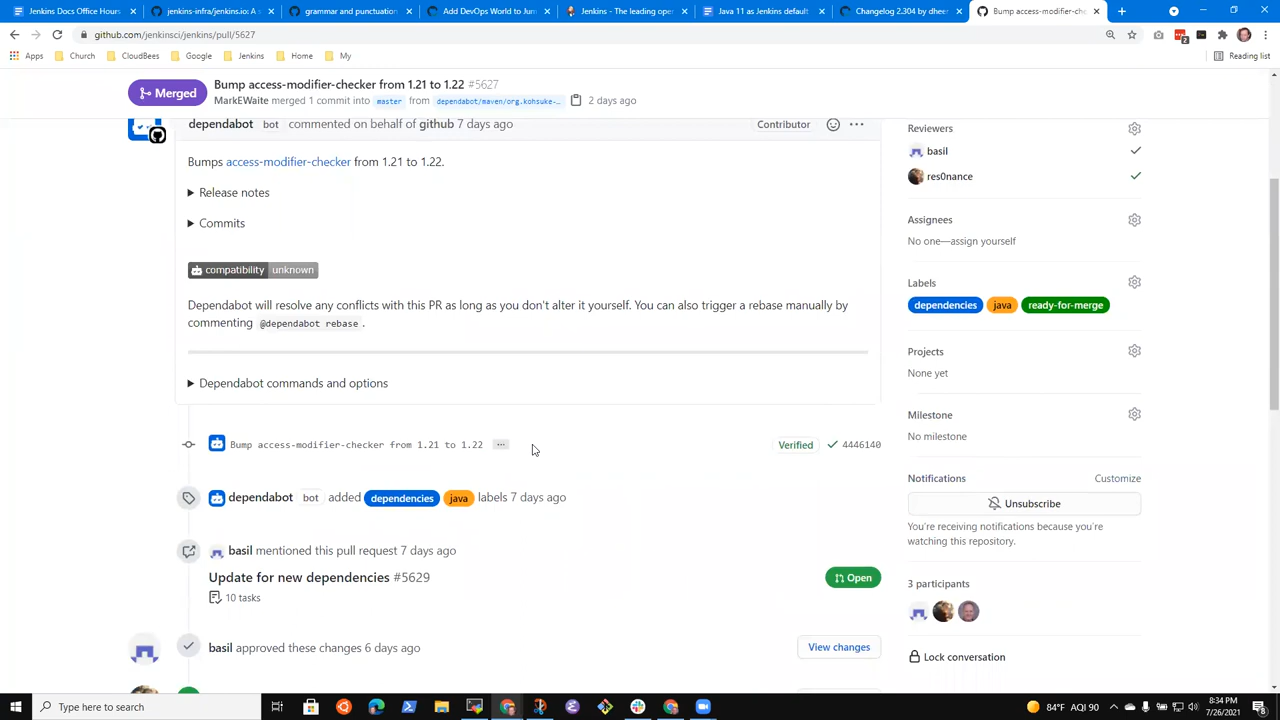 Jenkins Docs Office Hours
jenkins-infra/jenkins.io: A s
grammar and punctuation
Add DevOps World to Jum
Jenkins - The leading ope
Java 11 as Jenkins default
Changelog 2.304 by dheer
Bump access-modifier-che
github.com/jenkinsci/jenkins/pull/5627
2
Apps
Church
CloudBees
Google
Jenkins
Home
My
Reading list
Merged
Bump access-modifier-checker from 1.21 to 1.22 #5627
MarkEWaite merged 1 commit into master from dependabot/maven/org.kohsuke-… 2 days ago
dependabot bot commented on behalf of github 7 days ago
Contributor
Bumps access-modifier-checker from 1.21 to 1.22.
Release notes
Commits
compatibility unknown
Dependabot will resolve any conflicts with this PR as long as you don't alter it yourself. You can also trigger a rebase manually by
commenting @dependabot rebase .
Dependabot commands and options
Bump access-modifier-checker from 1.21 to 1.22 …
Verified
4446140
dependabot bot added dependencies java labels 7 days ago
basil mentioned this pull request 7 days ago
Update for new dependencies #5629
Open
10 tasks
basil approved these changes 6 days ago
View changes
Reviewers
basil
res0nance
Assignees
No one—assign yourself
Labels
dependencies java ready-for-merge
Projects
None yet
Milestone
No milestone
Notifications
Customize
Unsubscribe
You're receiving notifications because you're
watching this repository.
3 participants
Lock conversation
Type here to search
84°F AQI 90
8:34 PM
7/26/2021
8